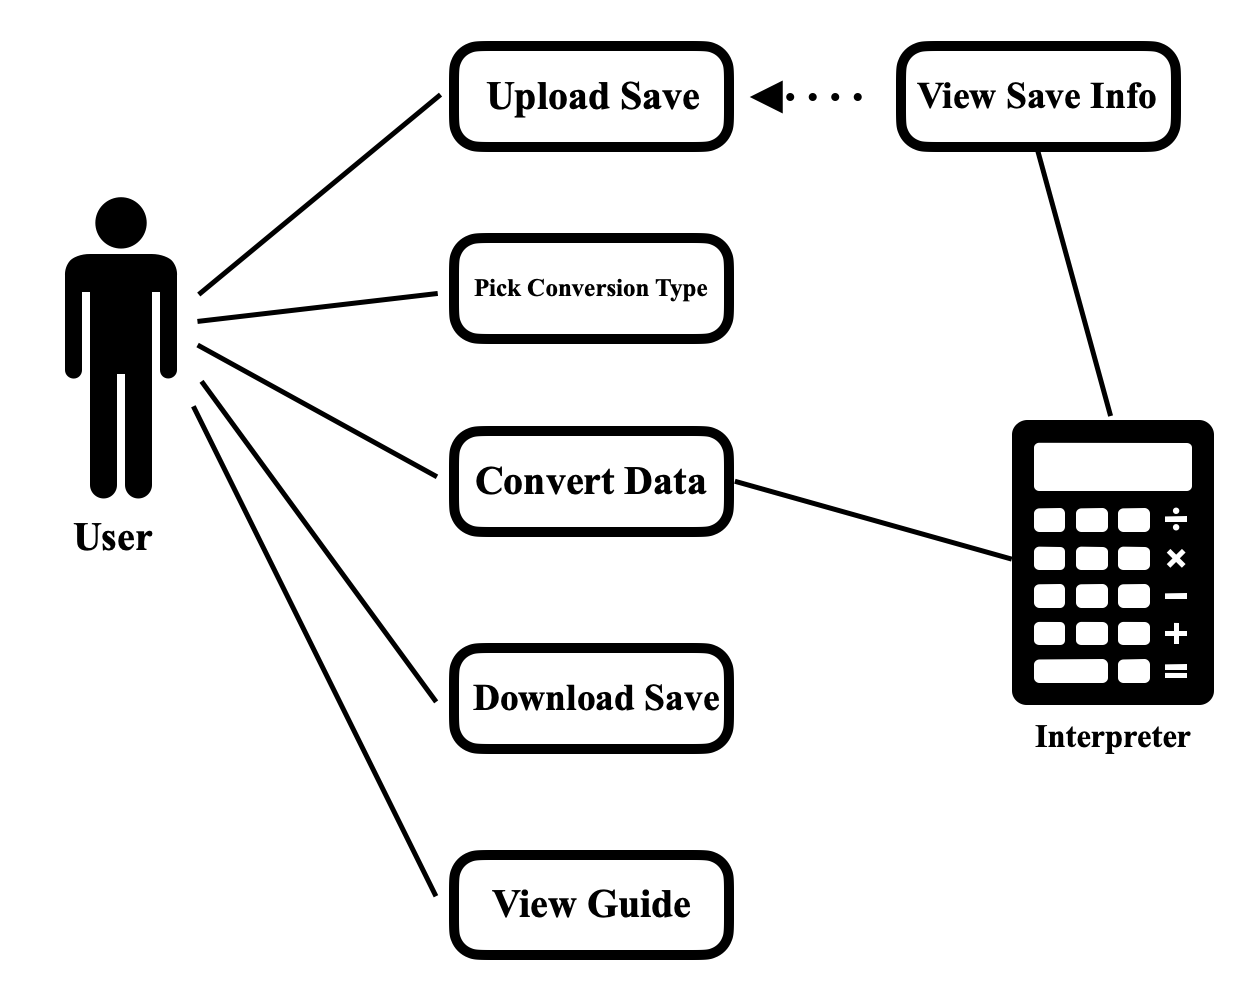 Upload Save
View Save Info
Pick Conversion Type
Convert Data
User
Download Save
Interpreter
View Guide